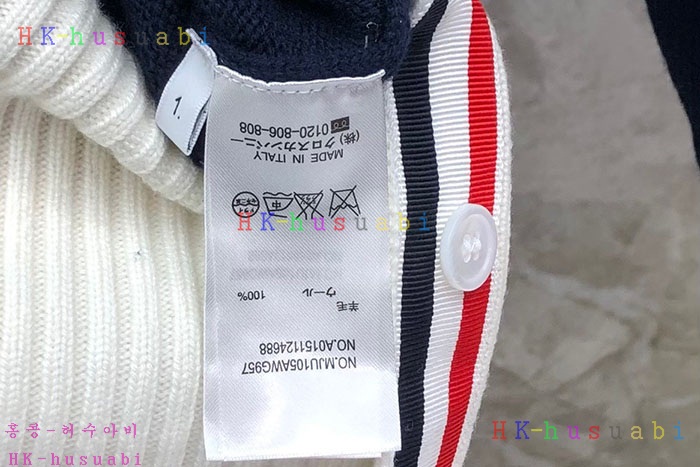 HK-husuabi
1.
NO.MJU105AWG957
NO.A0151124688
羊毛
ウール 100%
MADE IN ITALY
(株) クロスカンパニー
0120-806-808
HK-husuabi
홍콩-허수아비
HK-husuabi
HK-husuabi